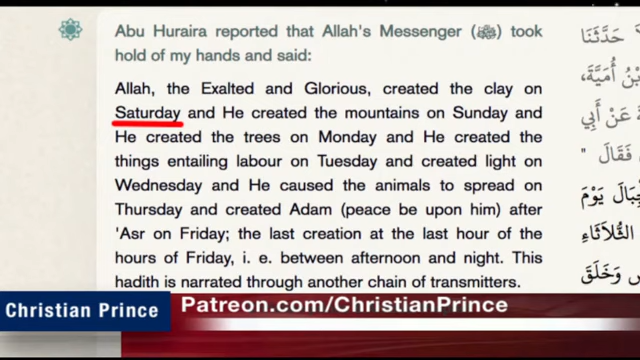 Abu Huraira reported that Allah's Messenger (ﷺ) took
hold of my hands and said:
Allah, the Exalted and Glorious, created the clay on
Saturday and He created the mountains on Sunday and
He created the trees on Monday and He created the
things entailing labour on Tuesday and created light on
Wednesday and He caused the animals to spread on
Thursday and created Adam (peace be upon him) after
'Asr on Friday; the last creation at the last hour of the
hours of Friday, i. e. between afternoon and night. This
hadith is narrated through another chain of transmitters.
حَدَّثَنَا
أُمَيَّةَ،
عَنْ أَبِي
فَقَالَ "
يَوْمَ
الثُّلاَثَاءِ
وَخَلَقَ
Christian Prince
Patreon.com/ChristianPrince